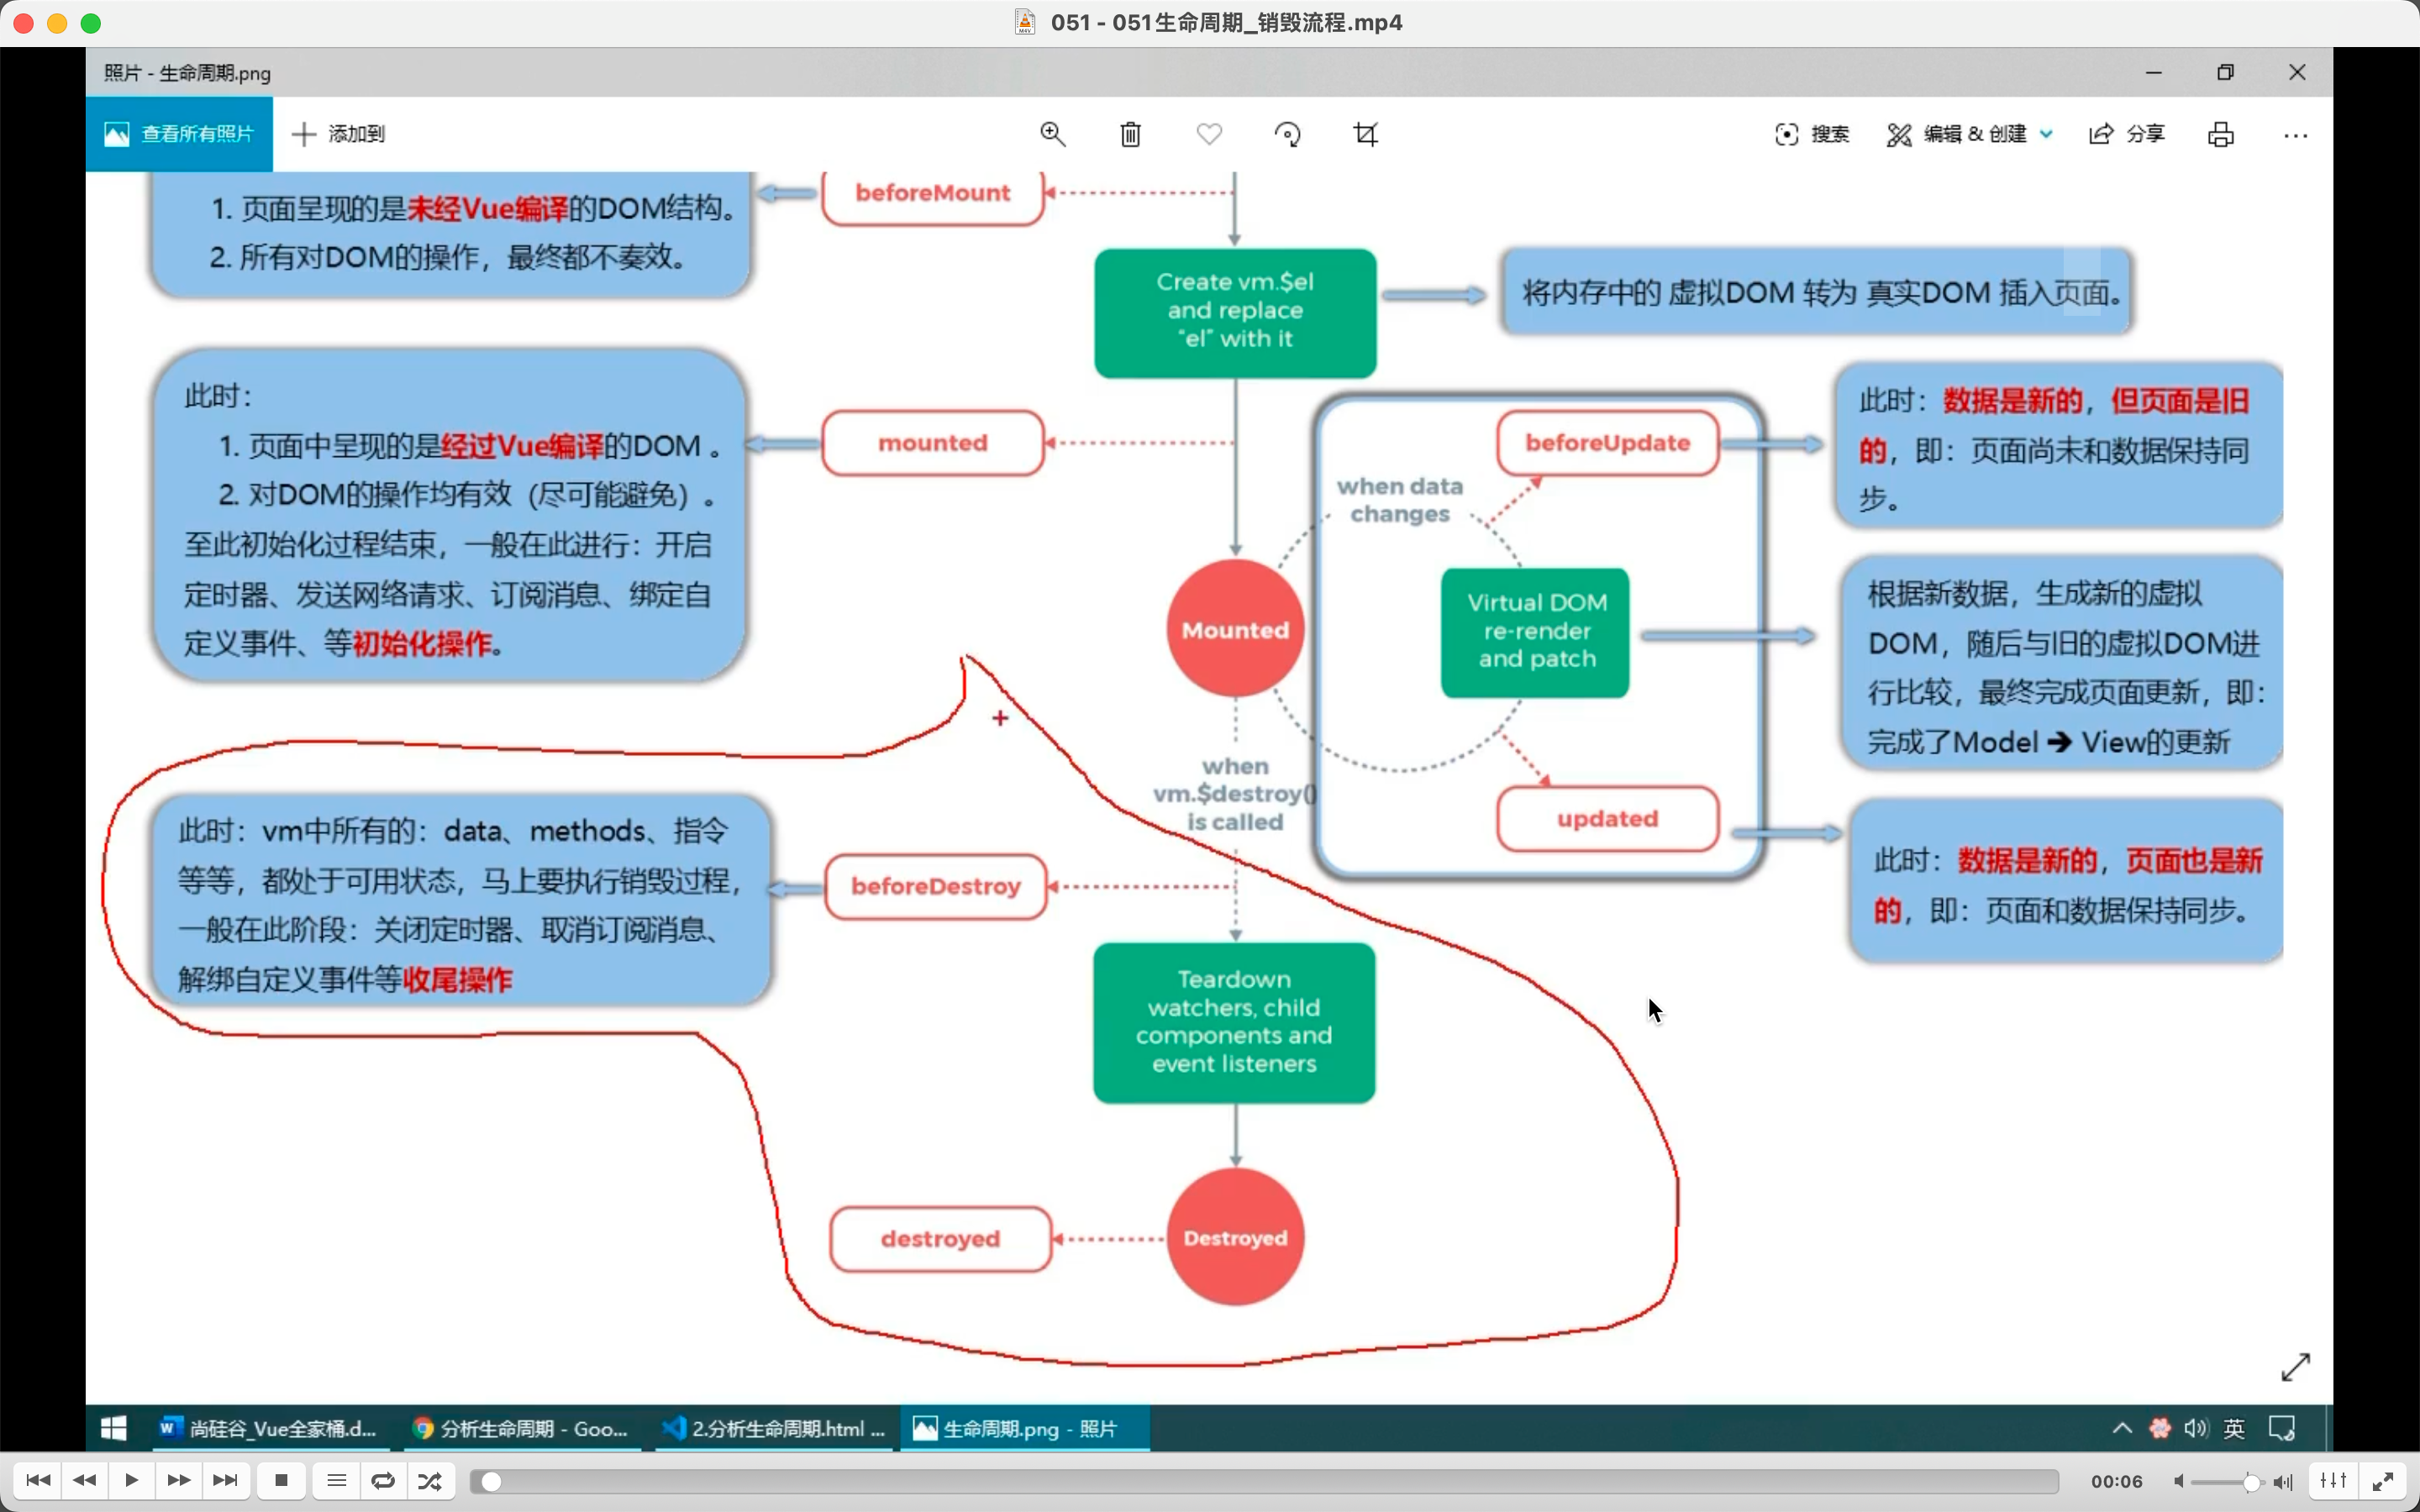 051 - 051生命周期_销毁流程.mp4
照片 - 生命周期.png
查看所有照片
添加到
搜索
编辑 & 创建
分享
1. 页面呈现的是未经Vue编译的DOM结构。
2. 所有对DOM的操作，最终都不奏效。
beforeMount
Create vm.$el
and replace
“el” with it
将内存中的 虚拟DOM 转为 真实DOM 插入页面。
此时：
1. 页面中呈现的是经过Vue编译的DOM 。
2. 对DOM的操作均有效（尽可能避免）。
至此初始化过程结束，一般在此进行：开启
定时器、发送网络请求、订阅消息、绑定自
定义事件、等初始化操作。
mounted
beforeUpdate
此时：数据是新的，但页面是旧
的，即：页面尚未和数据保持同
步。
when data
changes
Mounted
Virtual DOM
re-render
and patch
根据新数据，生成新的虚拟
DOM，随后与旧的虚拟DOM进
行比较，最终完成页面更新，即：
完成了Model ➔ View的更新
when
vm.$destroy()
is called
updated
此时：数据是新的，页面也是新
的，即：页面和数据保持同步。
此时：vm中所有的：data、methods、指令
等等，都处于可用状态，马上要执行销毁过程，
一般在此阶段：关闭定时器、取消订阅消息、
解绑自定义事件等收尾操作
beforeDestroy
Teardown
watchers, child
components and
event listeners
destroyed
Destroyed
尚硅谷_Vue全家桶.d...
分析生命周期 - Goo...
2.分析生命周期.html ...
生命周期.png - 照片
英
00:06